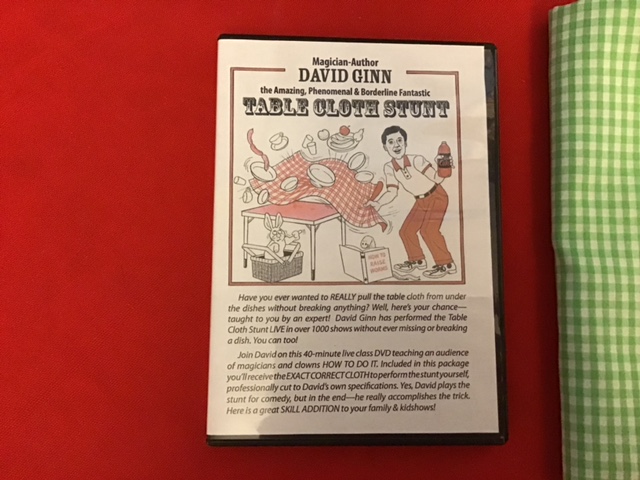 Magician-Author
DAVID GINN
the Amazing, Phenomenal & Borderline Fantastic
TABLE CLOTH STUNT
HOW TO
RAISE
WORMS
Have you ever wanted to REALLY pull the table cloth from under
the dishes without breaking anything? Well, here's your chance—
taught to you by an expert! David Ginn has performed the Table
Cloth Stunt LIVE in over 1000 shows without ever missing or breaking
a dish. You can too!
Join David on this 40-minute live class DVD teaching an audience
of magicians and clowns HOW TO DO IT. Included in this package
you'll receive the EXACT CORRECT CLOTH to perform the stunt yourself,
professionally cut to David's own specifications. Yes, David plays the
stunt for comedy, but in the end—he really accomplishes the trick.
Here is a great SKILL ADDITION to your family & kidshows!